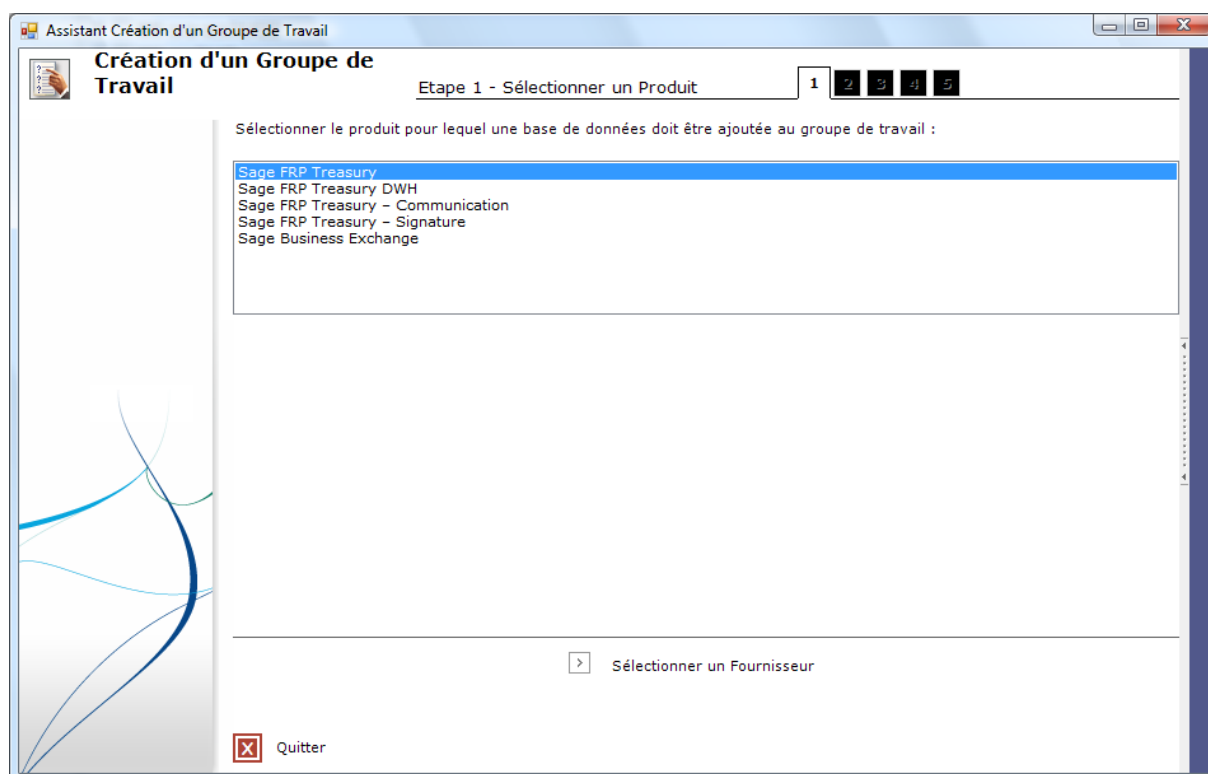 Assistant Création d'un Groupe de Travail
Création d'un Groupe de
Travail
Etape 1 - Sélectionner un Produit
1 2 3 4 5
Sélectionner le produit pour lequel une base de données doit être ajoutée au groupe de travail :
Sage FRP Treasury
Sage FRP Treasury DWH
Sage FRP Treasury – Communication
Sage FRP Treasury – Signature
Sage Business Exchange
> Sélectionner un Fournisseur
X Quitter